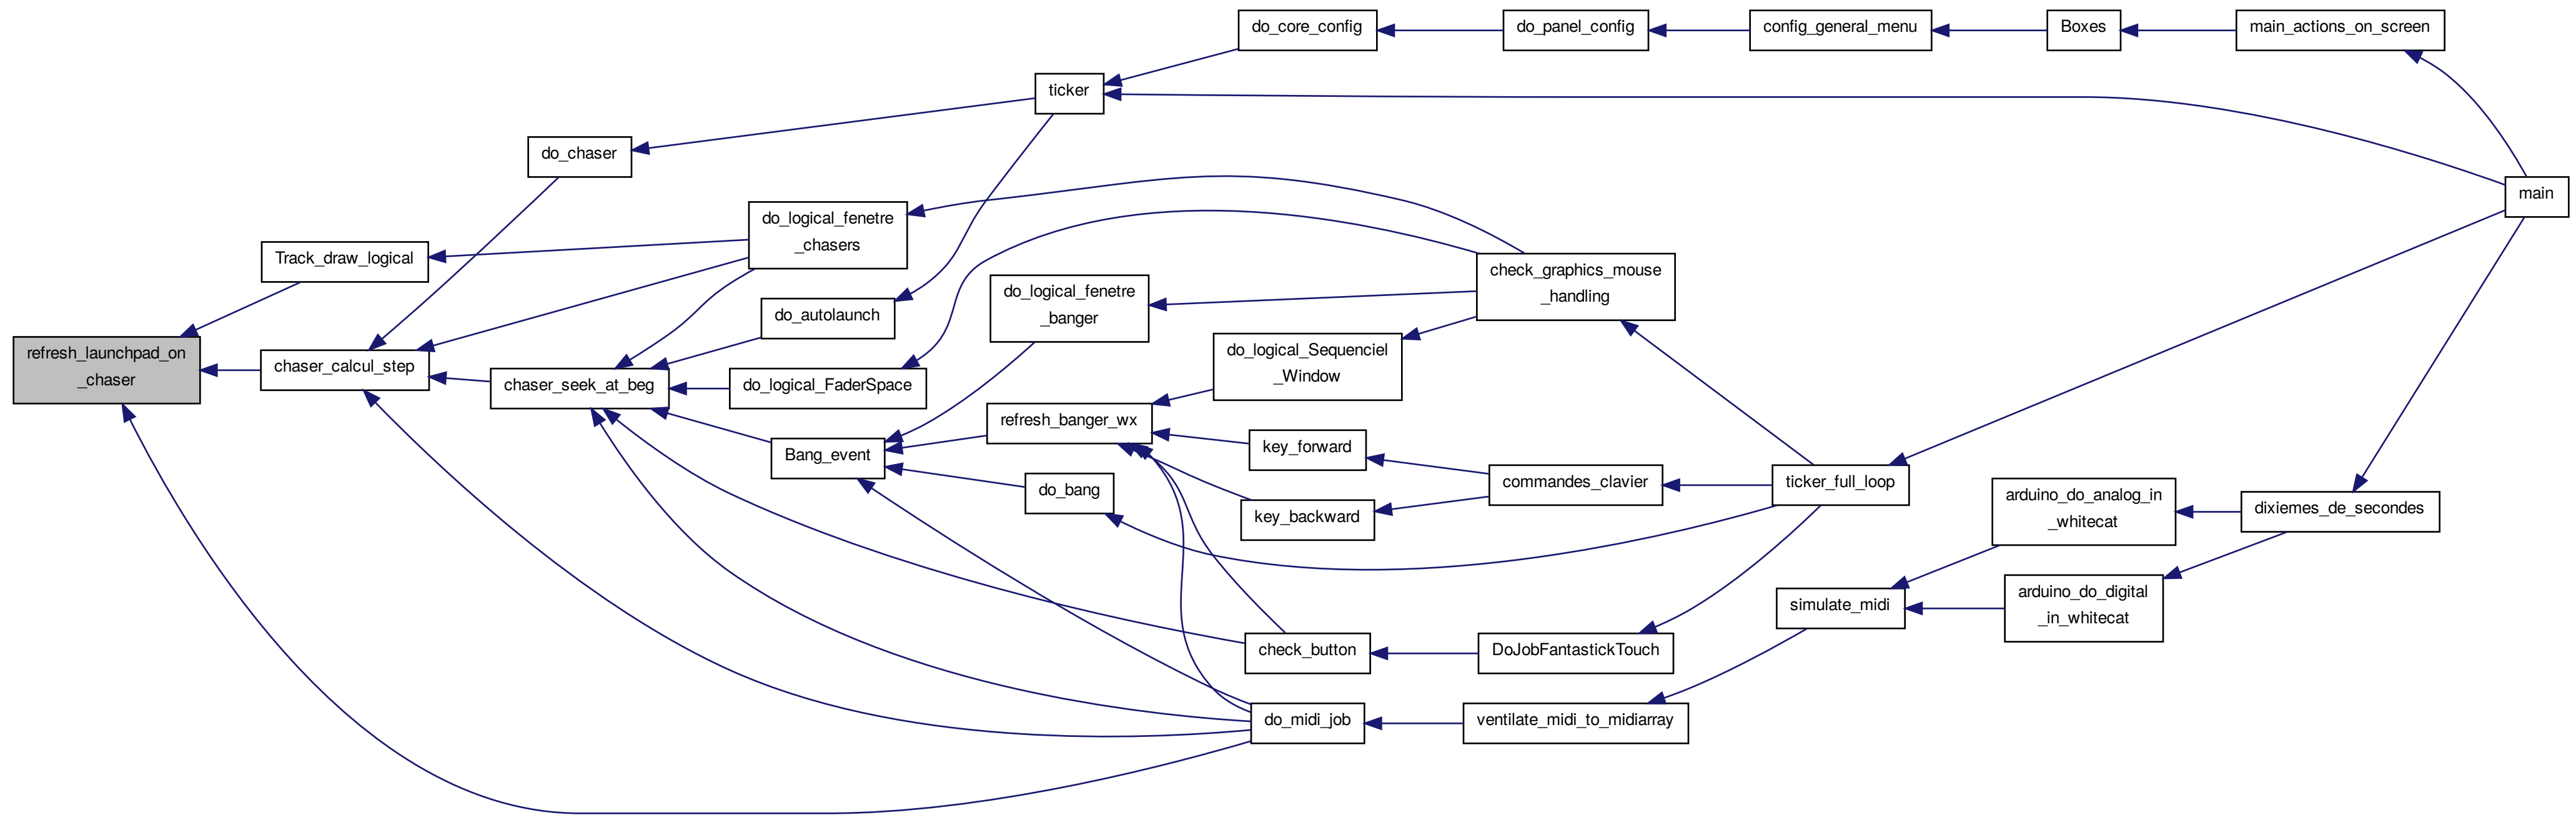 do_core_config
do_panel_config
config_general_menu
Boxes
main_actions_on_screen
ticker
do_chaser
main
do_logical_fenetre
_chasers
Track_draw_logical
check_graphics_mouse
_handling
do_logical_fenetre
_banger
do_autolaunch
refresh_launchpad_on
_chaser
chaser_calcul_step
do_logical_Sequenciel
_Window
chaser_seek_at_beg
do_logical_FaderSpace
refresh_banger_wx
Bang_event
key_forward
do_bang
commandes_clavier
ticker_full_loop
key_backward
arduino_do_analog_in
_whitecat
dixiemes_de_secondes
simulate_midi
arduino_do_digital
_in_whitecat
check_button
DoJobFantastickTouch
do_midi_job
ventilate_midi_to_midiarray